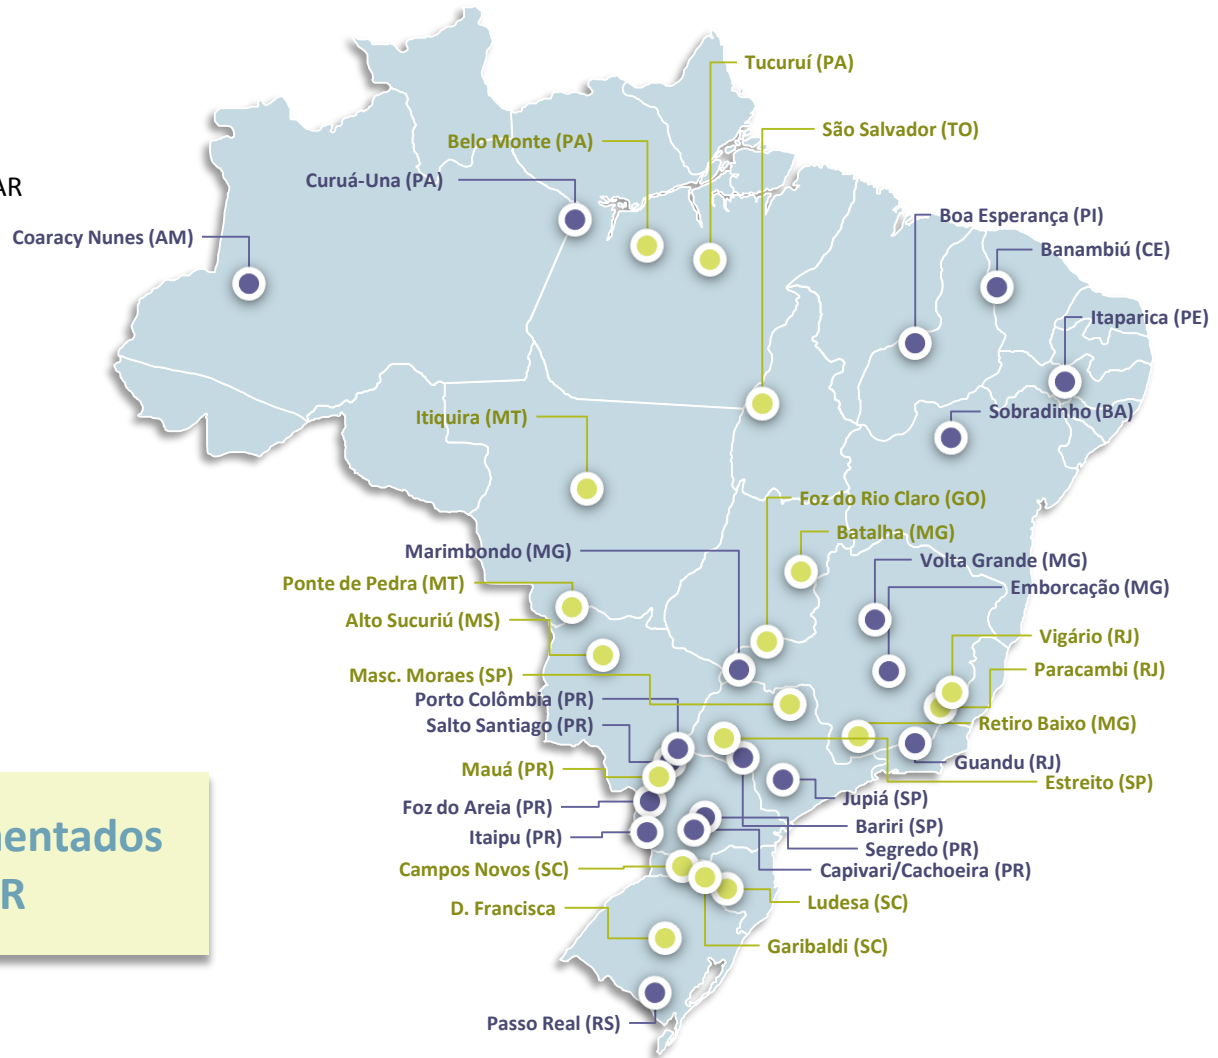 Tucuruí (PA)
São Salvador (TO)
Belo Monte (PA)
Curuá-Una (PA)
AR
Coaracy Nunes (AM)
Boa Esperança (PI)
Banambiú (CE)
Itaparica (PE)
Sobradinho (BA)
Itiquira (MT)
Foz do Rio Claro (GO)
Batalha (MG)
Marimbondo (MG)
Volta Grande (MG)
Ponte de Pedra (MT)
Emborcação (MG)
Alto Sucuriú (MS)
Vigário (RJ)
Paracambi (RJ)
Masc. Moraes (SP)
Porto Colômbia (PR)
Salto Santiago (PR)
Retiro Baixo (MG)
Guandu (RJ)
Mauá (PR)
Estreito (SP)
Jupiá (SP)
Foz do Areia (PR)
Bariri (SP)
Itaipu (PR)
Segredo (PR)
Campos Novos (SC)
Capivari/Cachoeira (PR)
Ludesa (SC)
D. Francisca
Garibaldi (SC)
Passo Real (RS)
mentados
R